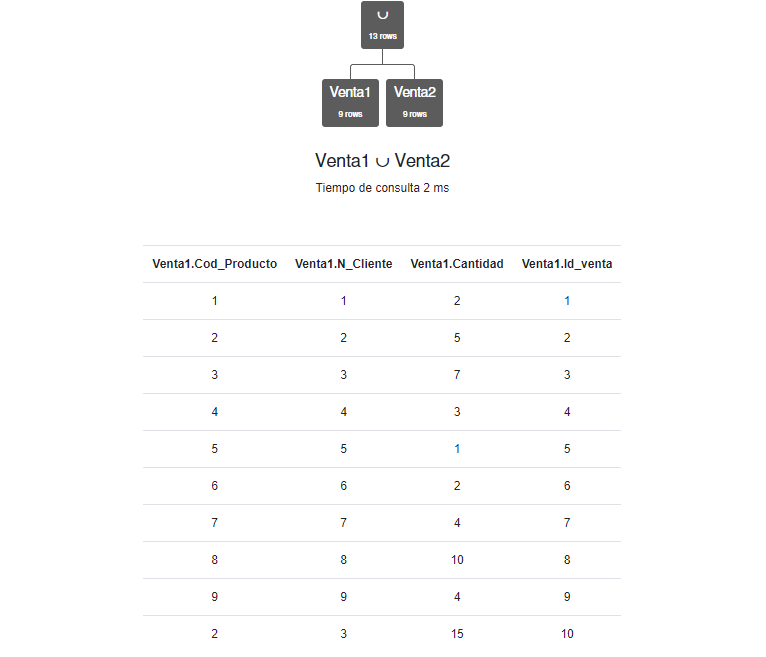 ∪
13 rows
Venta1 Venta2
9 rows 9 rows
Venta1 ∪ Venta2
Tiempo de consulta 2 ms
Venta1.Cod_Producto Venta1.N_Cliente Venta1.Cantidad Venta1.Id_venta
1 1 2 1
2 2 5 2
3 3 7 3
4 4 3 4
5 5 1 5
6 6 2 6
7 7 4 7
8 8 10 8
9 9 4 9
2 3 15 10